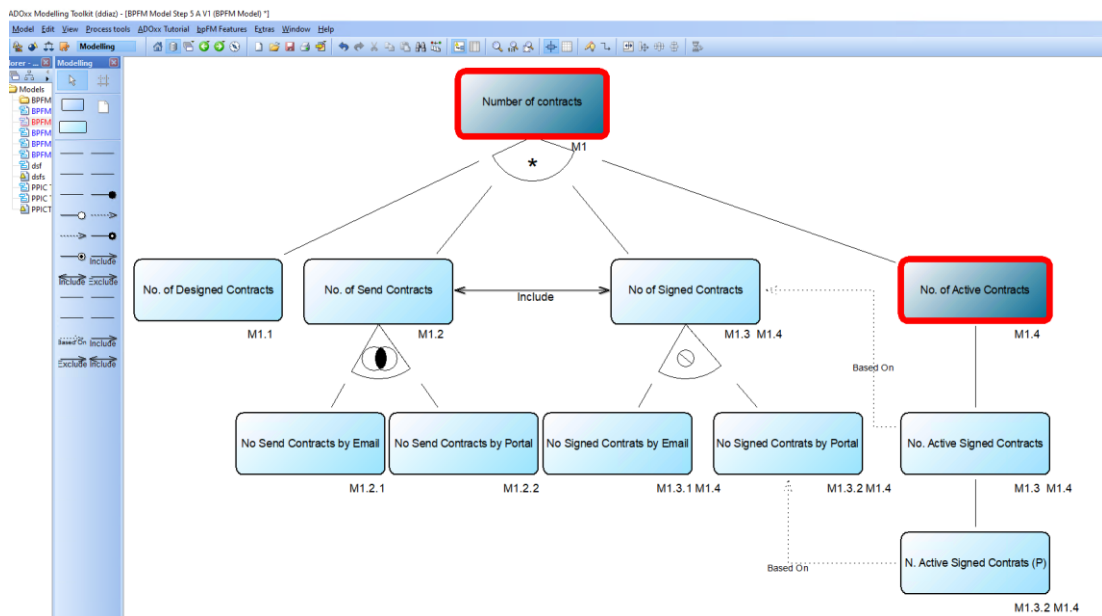 ADOxx Modelling Toolkit (ddiaz) - [BPFM Model Step 5 A V1 (BPFM Model) *]
Model Edit View Process tools ADOxx Tutorial bpFM Features Extras Window Help
Modelling
orer - ... Modelling
Models
BPFM
BPFM
BPFM
BPFM
BPFM
BPFM
dsf
dsfs
PPIC T
PPIC T
PPICT
Include
Include Exclude
Based On Include
Exclude Include
Number of contracts
M1
*
No. of Designed Contracts
M1.1
No. of Send Contracts
M1.2
Include
No of Signed Contracts
M1.3 M1.4
No. of Active Contracts
M1.4
Based On
No Send Contracts by Email
M1.2.1
No Send Contracts by Portal
M1.2.2
No Signed Contrats by Email
M1.3.1 M1.4
No Signed Contrats by Portal
M1.3.2 M1.4
No. Active Signed Contracts
M1.3 M1.4
Based On
N. Active Signed Contrats (P)
M1.3.2 M1.4